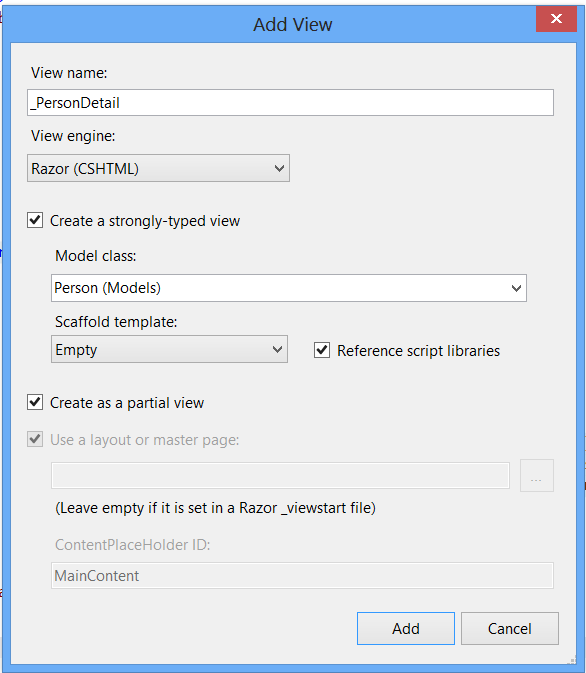 Add View
View name:
_PersonDetail
View engine:
Razor (CSHTML)
Create a strongly-typed view
Model class:
Person (Models)
Scaffold template:
Empty
Reference script libraries
Create as a partial view
Use a layout or master page:
...
(Leave empty if it is set in a Razor _viewstart file)
ContentPlaceHolder ID:
MainContent
Add
Cancel